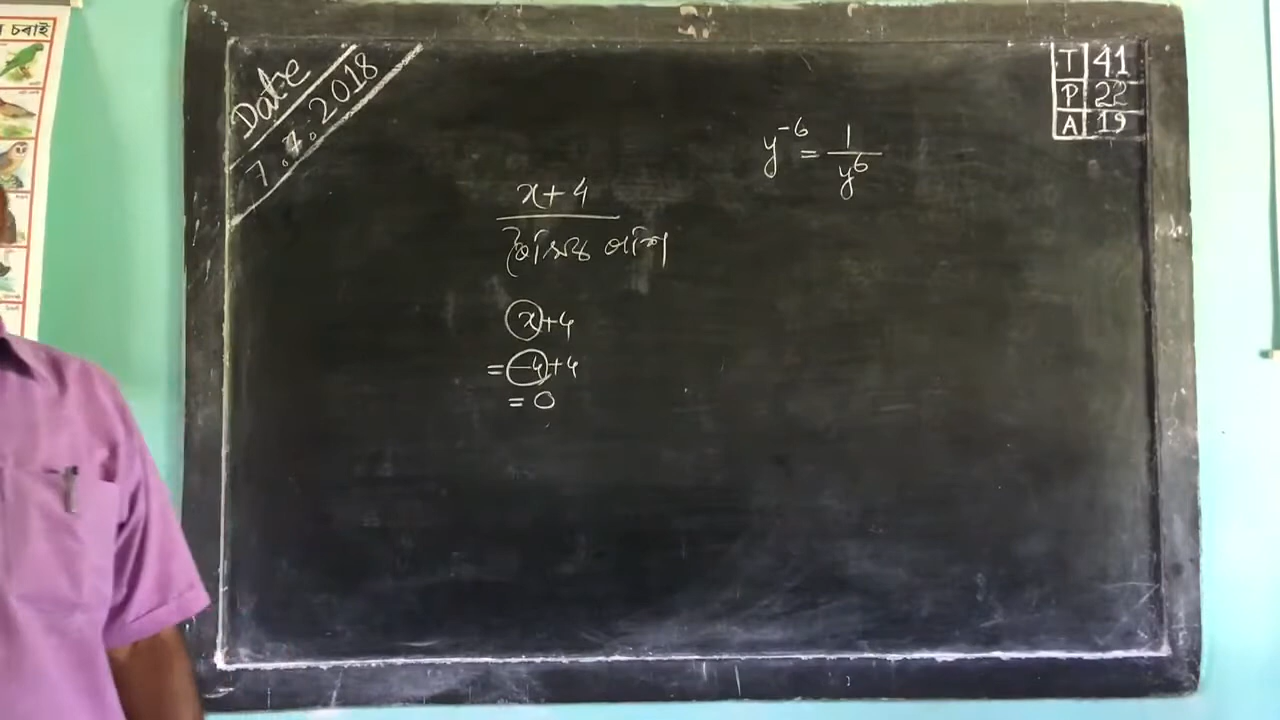 চৰাই
Date
7.7.2018
T 41
P 22
A 19
y⁻⁶ = 1/y⁶
x+4
ৰাশি
x+4
= -4+4
= 0